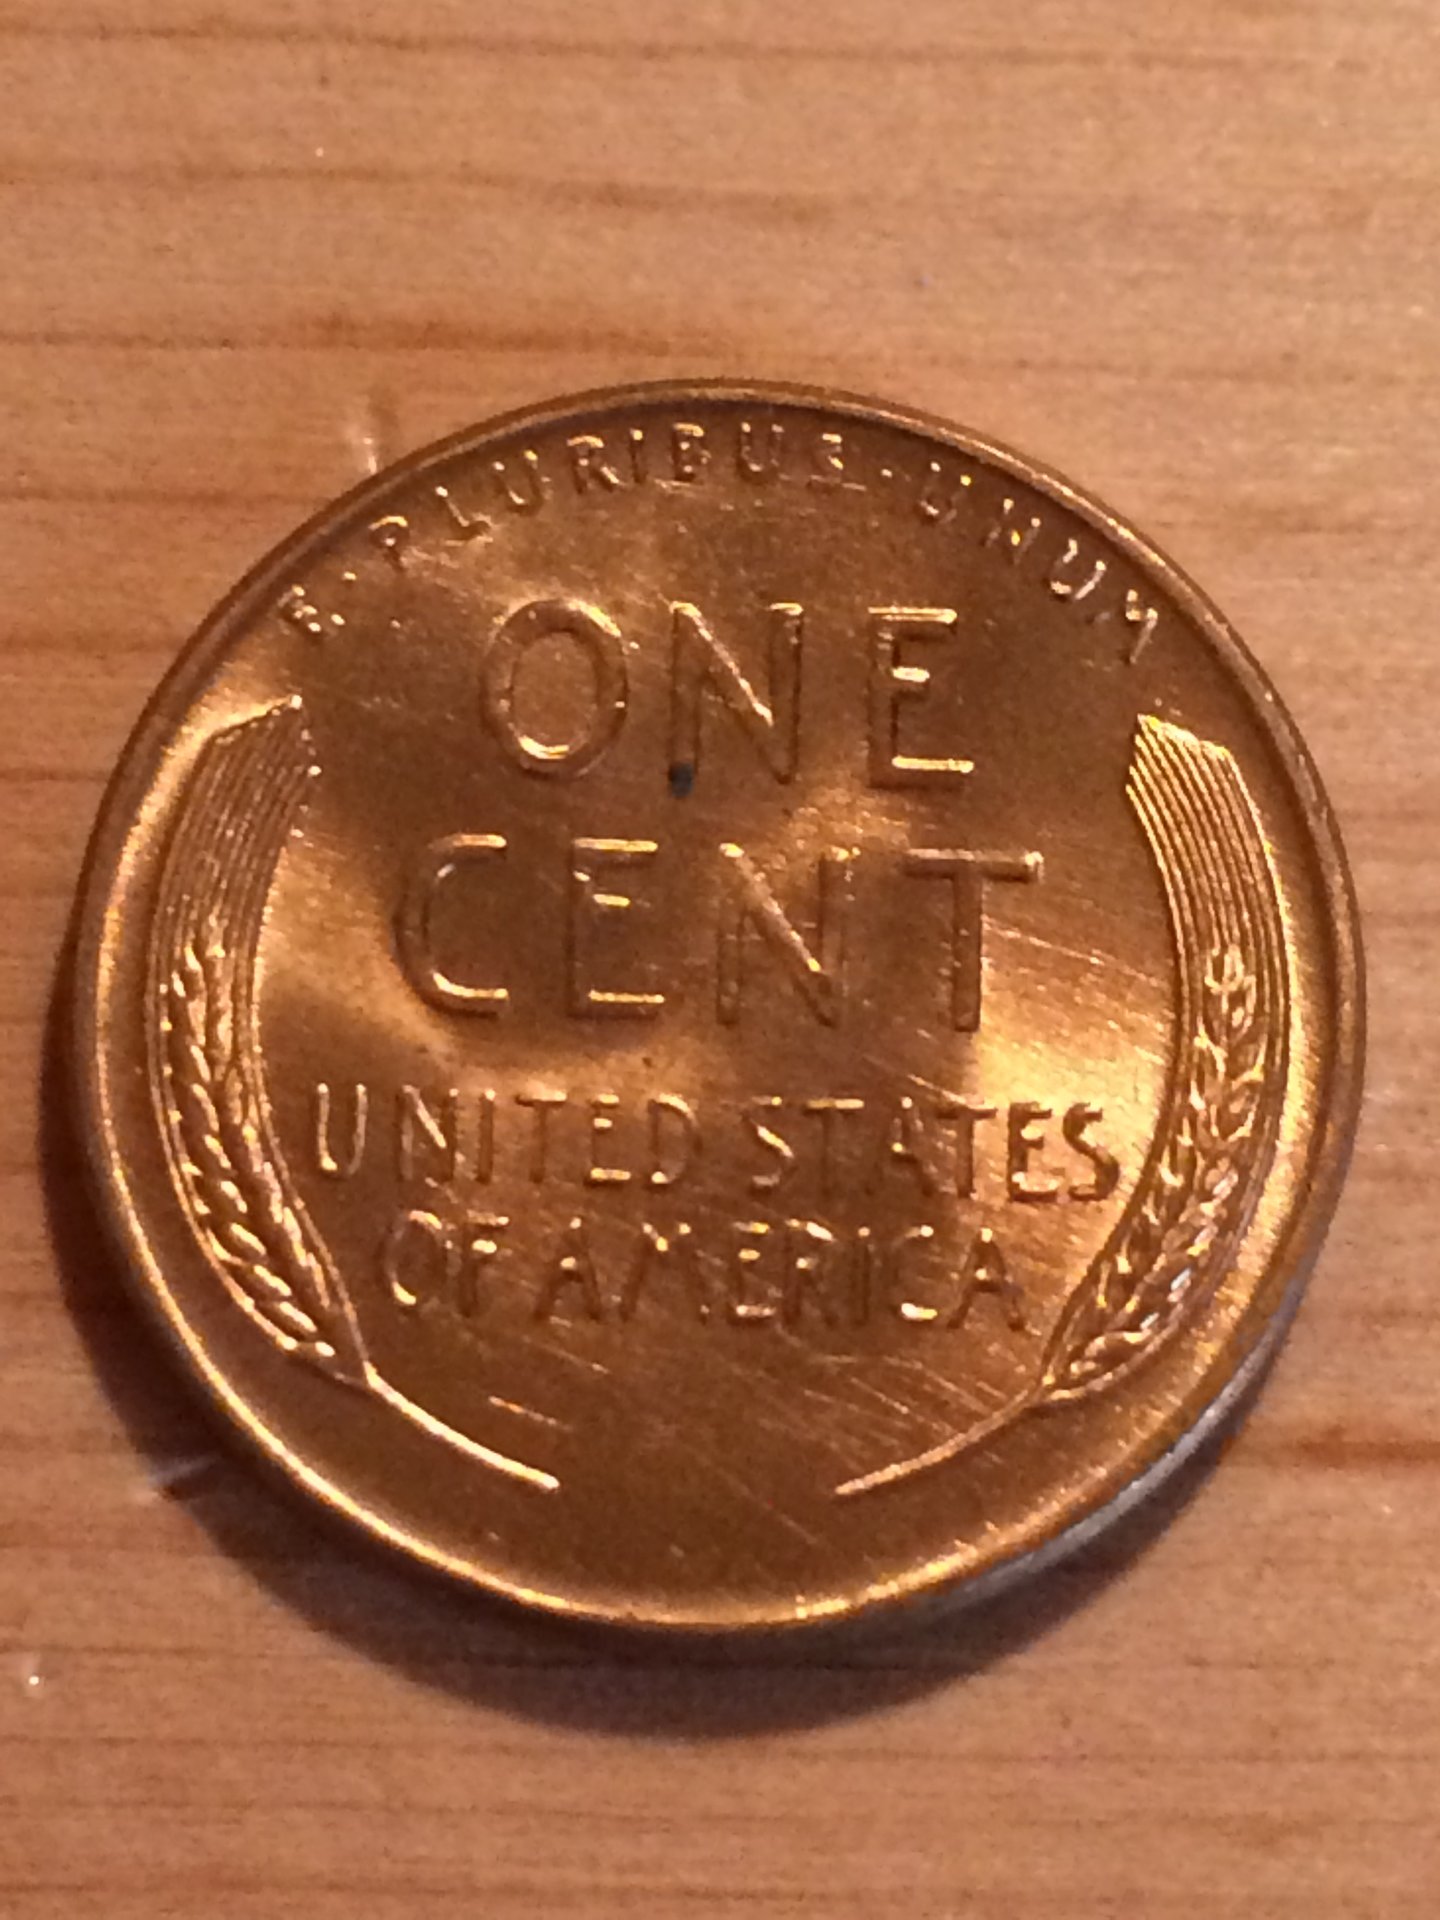 E·PLURIBUS·UNUM
ONE
CENT
UNITED STATES
OF AMERICA